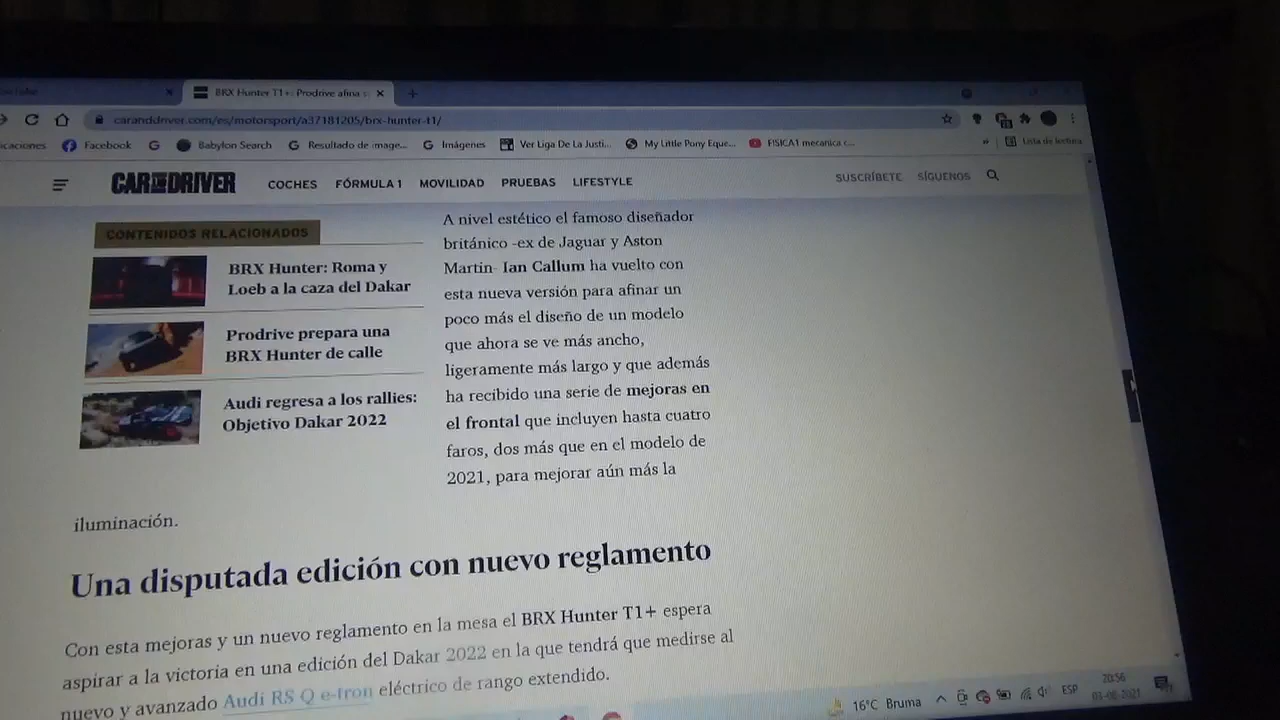 BRX Hunter T1+: Prodrive afina s
caranddriver.com/es/motorsport/a37181205/brx-hunter-t1/
icaciones Facebook Babylon Search Resultado de image... Imágenes Ver Liga De La Justi... My Little Pony Eque... FISICA1 mecanica c... » Lista de lectura
CAR AND DRIVER COCHES FÓRMULA 1 MOVILIDAD PRUEBAS LIFESTYLE SUSCRÍBETE SÍGUENOS
CONTENIDOS RELACIONADOS
BRX Hunter: Roma y
Loeb a la caza del Dakar
Prodrive prepara una
BRX Hunter de calle
Audi regresa a los rallies:
Objetivo Dakar 2022
A nivel estético el famoso diseñador
británico -ex de Jaguar y Aston
Martin- Ian Callum ha vuelto con
esta nueva versión para afinar un
poco más el diseño de un modelo
que ahora se ve más ancho,
ligeramente más largo y que además
ha recibido una serie de mejoras en
el frontal que incluyen hasta cuatro
faros, dos más que en el modelo de
2021, para mejorar aún más la
iluminación.
Una disputada edición con nuevo reglamento
Con esta mejoras y un nuevo reglamento en la mesa el BRX Hunter T1+ espera
aspirar a la victoria en una edición del Dakar 2022 en la que tendrá que medirse al
nuevo y avanzado Audi RS Q e-tron eléctrico de rango extendido.
16°C Bruma ESP 20:56
03-08-2021